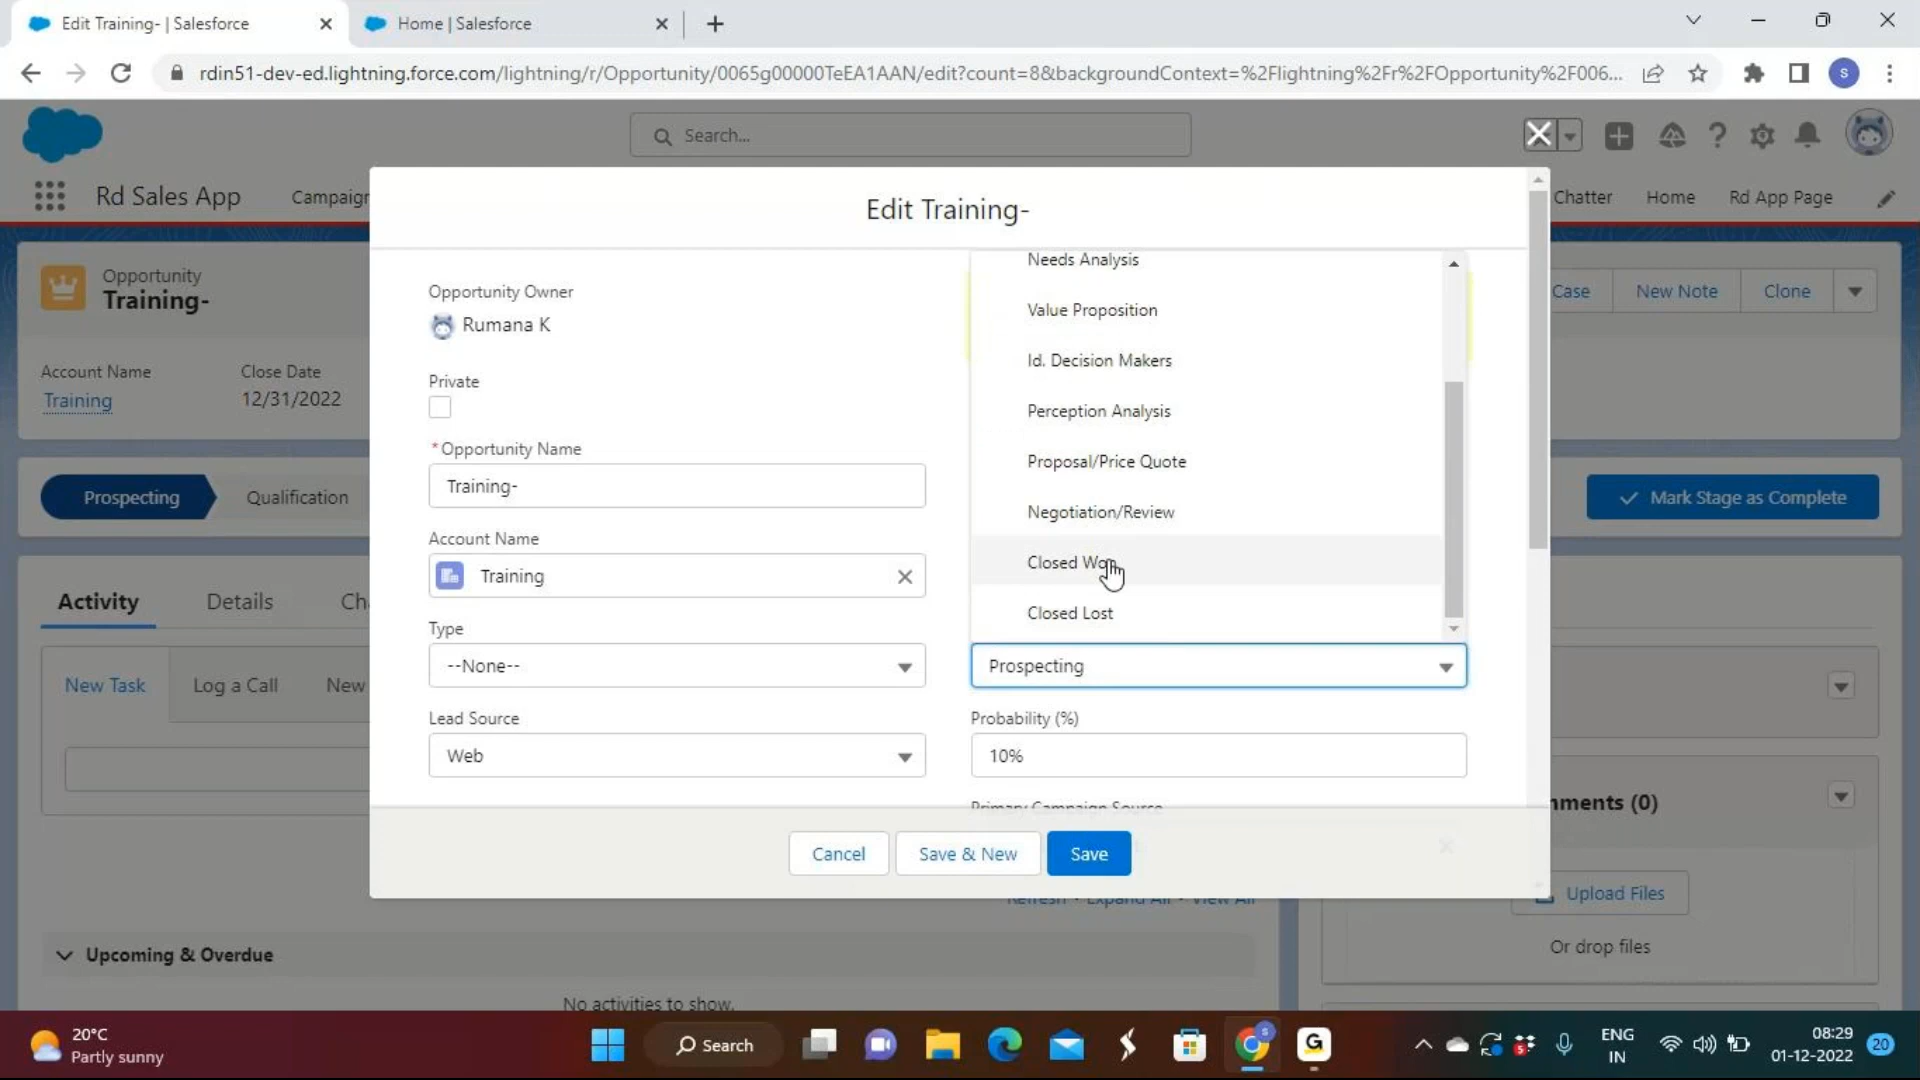 Edit Training- | Salesforce
Home | Salesforce
rdin51-dev-ed.lightning.force.com/lightning/r/Opportunity/0065g00000TeEA1AAN/edit?count=8&backgroundContext=%2Flightning%2Fr%2FOpportunity%2F006...
S
Search...
Rd Sales App
Campaign
Chatter
Home
Rd App Page
Edit Training-
Opportunity
Training-
Case
New Note
Clone
Account Name
Close Date
Training
12/31/2022
Prospecting
Qualification
Mark Stage as Complete
Activity
Details
Ch
New Task
Log a Call
New
Opportunity Owner
Rumana K
Private
*Opportunity Name
Training-
Account Name
Training
Type
--None--
Lead Source
Web
Needs Analysis
Value Proposition
Id. Decision Makers
Perception Analysis
Proposal/Price Quote
Negotiation/Review
Closed Won
Closed Lost
Prospecting
Probability (%)
10%
Primary Campaign Source
Cancel
Save & New
Save
Refresh • Expand All • View All
mments (0)
Upload Files
Or drop files
Upcoming & Overdue
No activities to show.
20°C
Partly sunny
Search
S
G
ENG
IN
08:29
01-12-2022
20